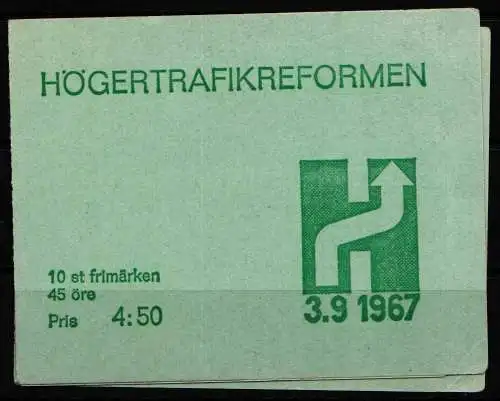 HÖGERTRAFIKREFORMEN
10 st frimärken
45 öre
Pris 4:50
H
3.9 1967